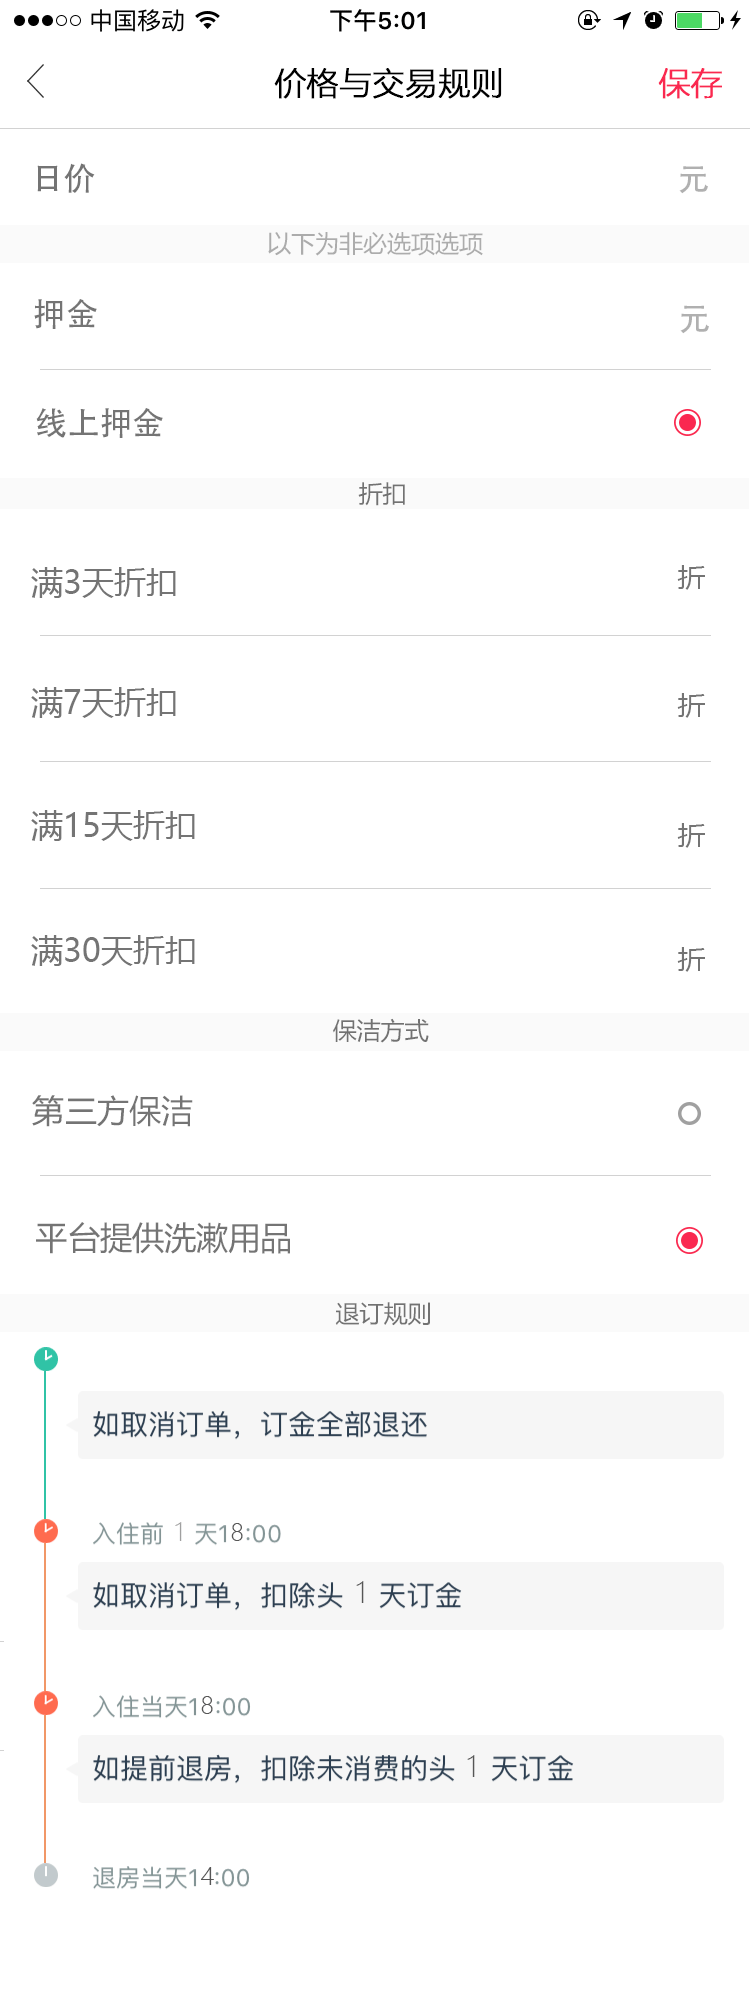 中国移动 下午5:01
价格与交易规则 保存
日价 元
以下为非必选项选项
押金 元
线上押金
折扣
满3天折扣 折
满7天折扣 折
满15天折扣 折
满30天折扣 折
保洁方式
第三方保洁
平台提供洗漱用品
退订规则
如取消订单，订金全部退还
入住前 1 天18:00
如取消订单，扣除头 1 天订金
入住当天18:00
如提前退房，扣除未消费的头 1 天订金
退房当天14:00